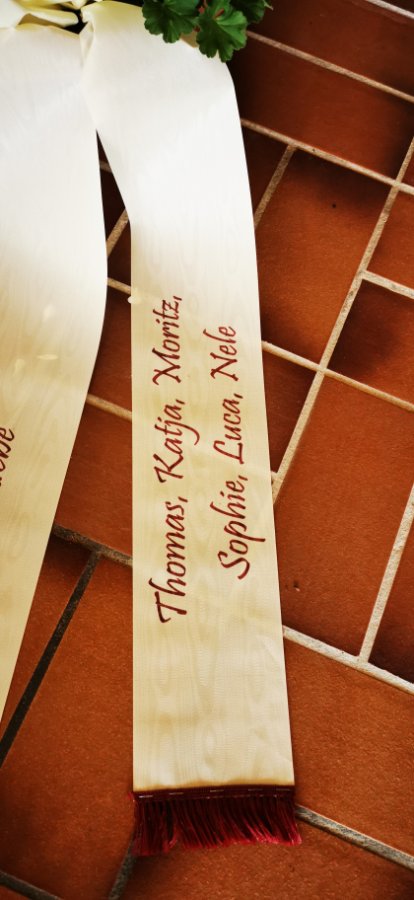 Thomas, Katja, Moritz,
Sophie, Luca, Nele